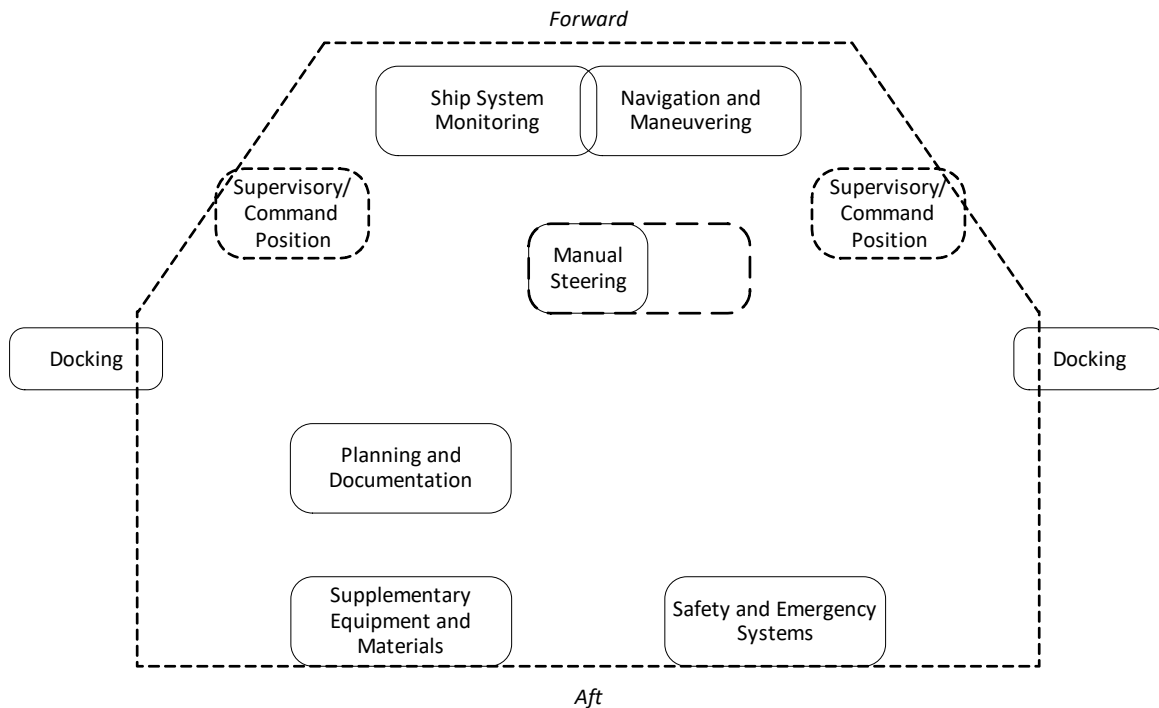 Forward
Ship System
Monitoring
Navigation and
Maneuvering
Supervisory/
Command
Position
Supervisory/
Command
Position
Manual
Steering
Docking
Docking
Planning and
Documentation
Supplementary
Equipment and
Materials
Safety and Emergency
Systems
Aft